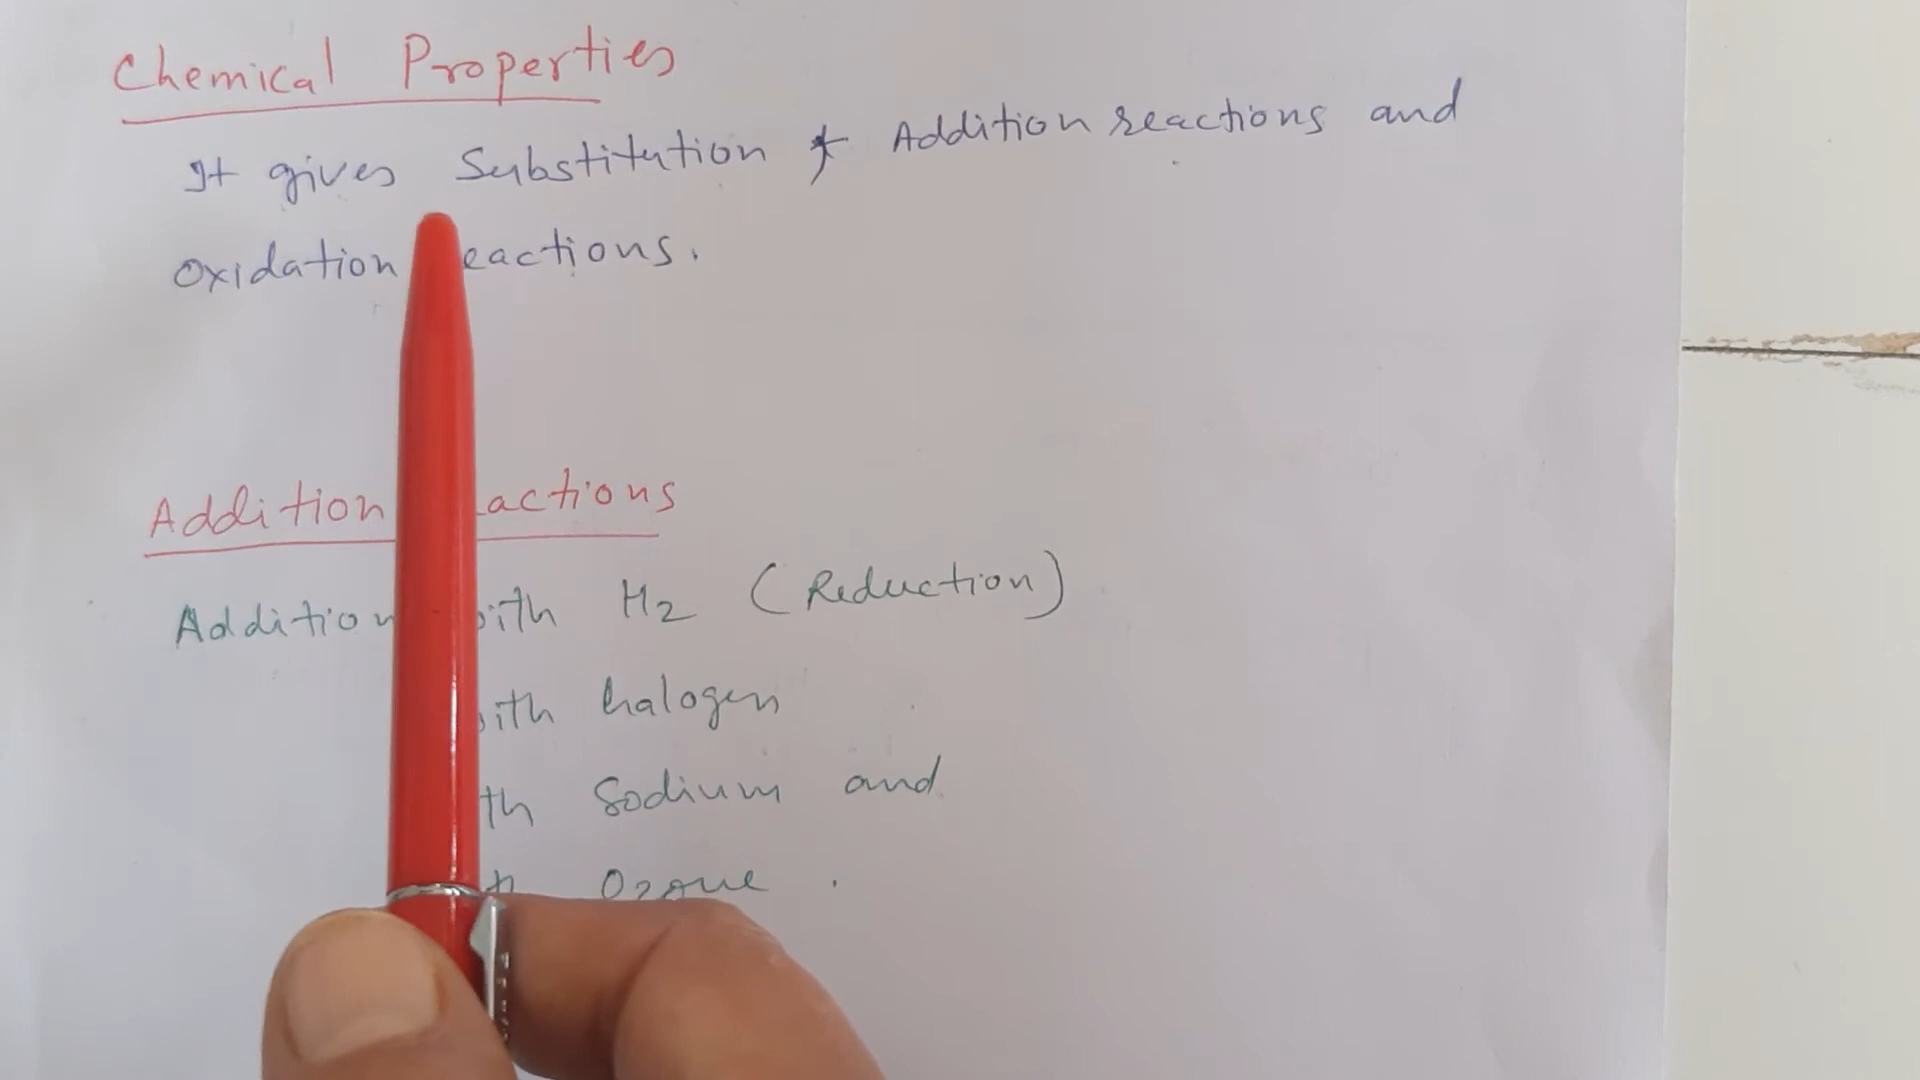 Chemical Properties
It gives Substitution & Addition reactions and
Oxidation eactions.
Addition actions
Addition ith H2 (Reduction)
ith halogen
th Sodium and
Ozone.